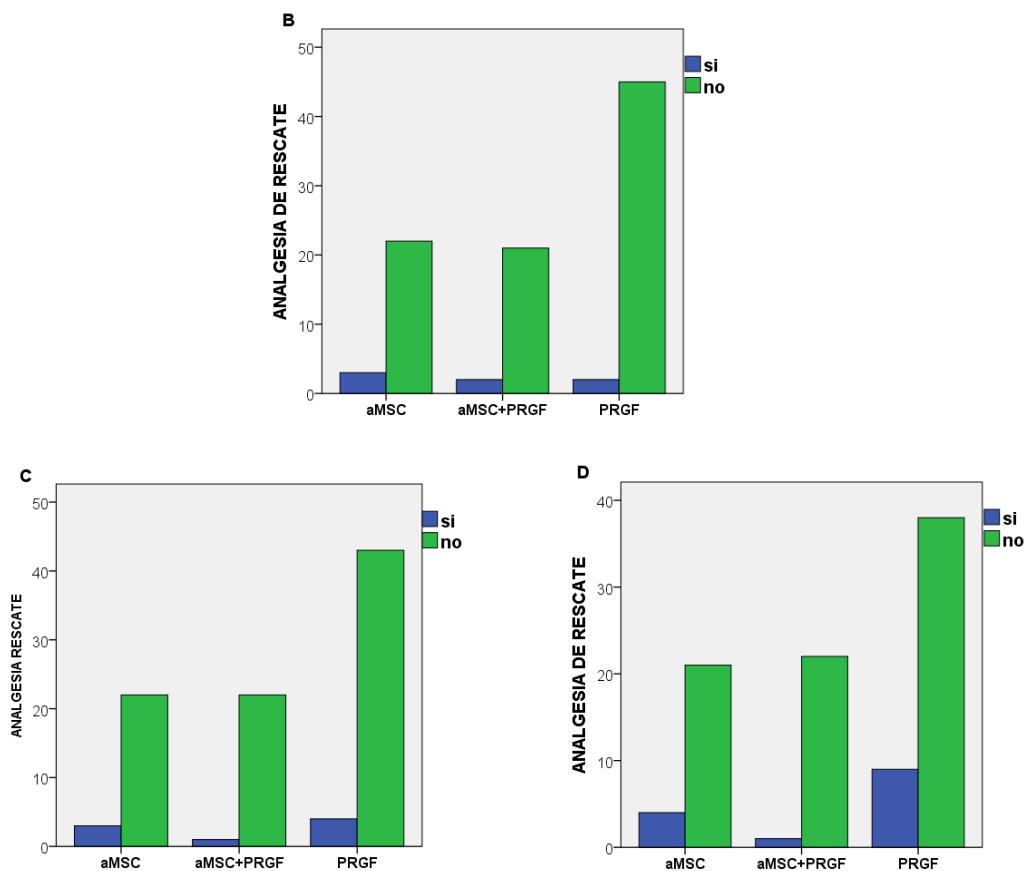 B
50
40
30
20
10
0
ANALGESIA DE RESCATE
si
no
aMSC
aMSC+PRGF
PRGF
C
50
40
30
20
10
0
ANALGESIA RESCATE
si
no
aMSC
aMSC+PRGF
PRGF
D
40
30
20
10
0
ANALGESIA DE RESCATE
si
no
aMSC
aMSC+PRGF
PRGF